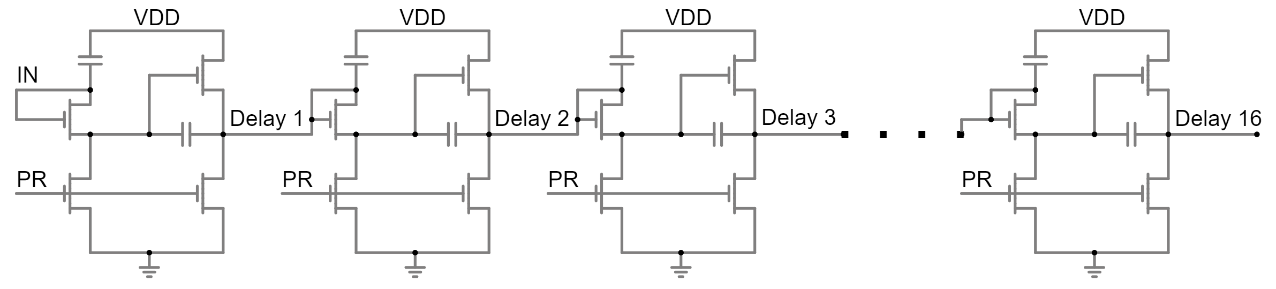 VDD VDD VDD VDD
IN
Delay 1 Delay 2 Delay 3 Delay 16
PR PR PR PR